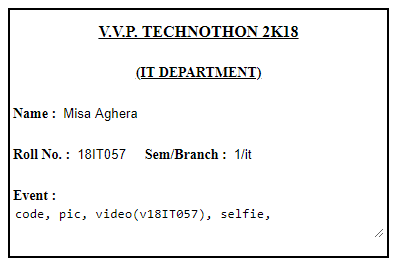 V.V.P. TECHNOTHON 2K18
(IT DEPARTMENT)
Name : Misa Aghera
Roll No. : 18IT057 Sem/Branch : 1/it
Event :
code, pic, video(v18IT057), selfie,